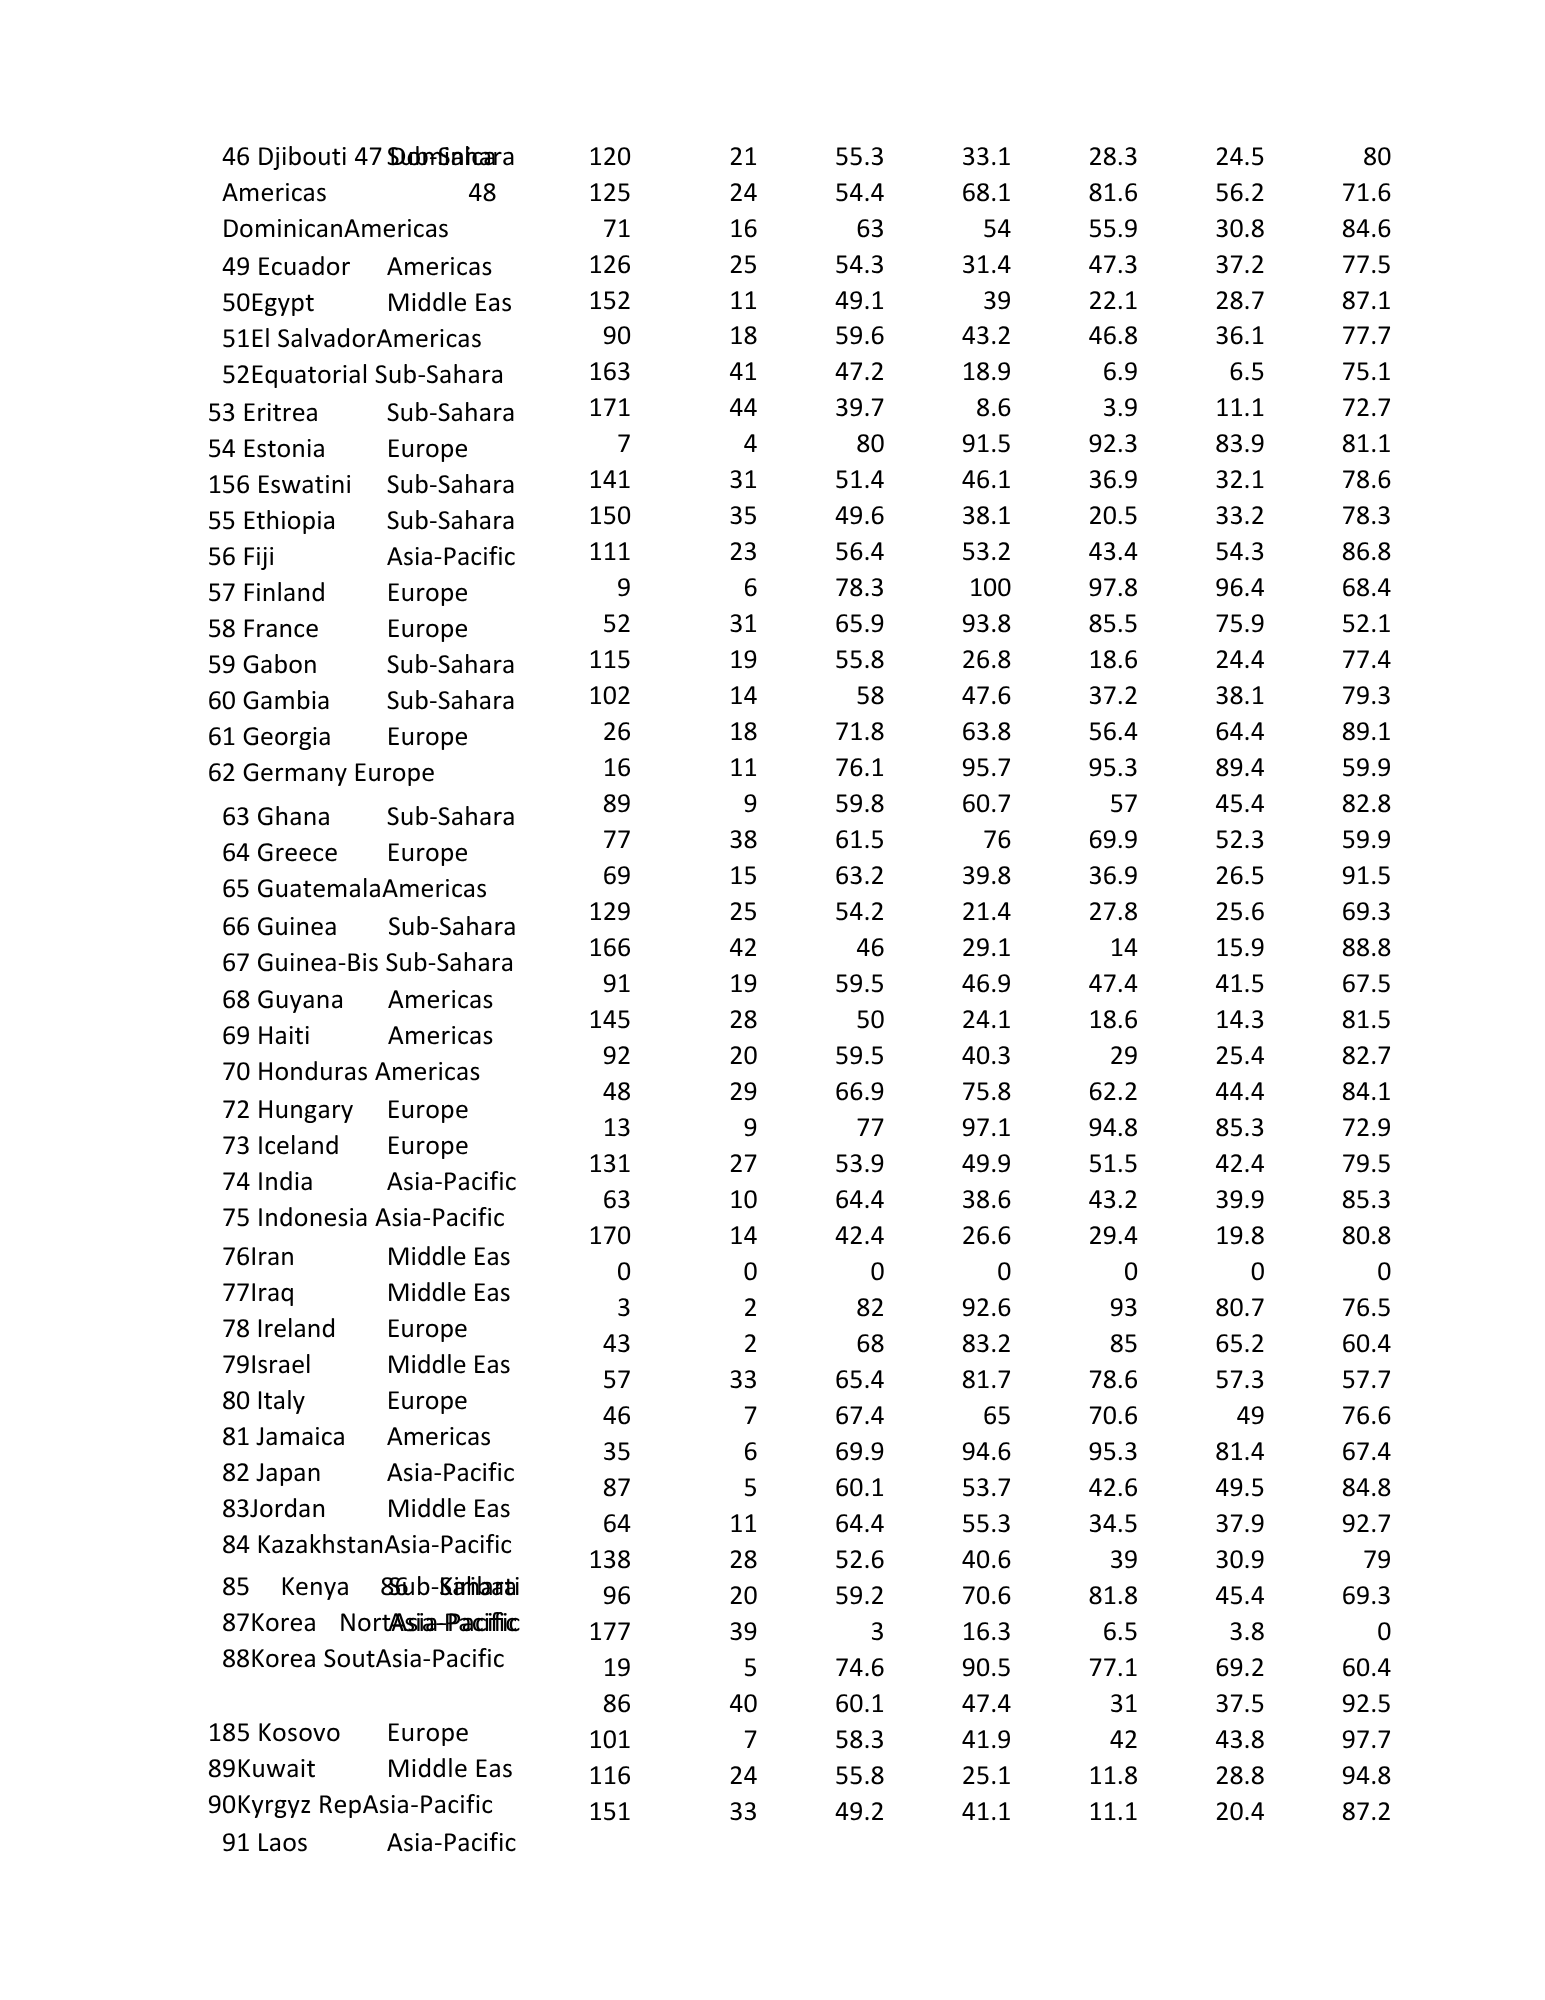 46 Djibouti 47 Dominica Sub-Sahara 120 21 55.3 33.1 28.3 24.5 80
Americas 48 125 24 54.4 68.1 81.6 56.2 71.6
DominicanAmericas 71 16 63 54 55.9 30.8 84.6
49 Ecuador Americas 126 25 54.3 31.4 47.3 37.2 77.5
50Egypt Middle Eas 152 11 49.1 39 22.1 28.7 87.1
51El SalvadorAmericas 90 18 59.6 43.2 46.8 36.1 77.7
52Equatorial Sub-Sahara 163 41 47.2 18.9 6.9 6.5 75.1
53 Eritrea Sub-Sahara 171 44 39.7 8.6 3.9 11.1 72.7
54 Estonia Europe 7 4 80 91.5 92.3 83.9 81.1
156 Eswatini Sub-Sahara 141 31 51.4 46.1 36.9 32.1 78.6
55 Ethiopia Sub-Sahara 150 35 49.6 38.1 20.5 33.2 78.3
56 Fiji Asia-Pacific 111 23 56.4 53.2 43.4 54.3 86.8
57 Finland Europe 9 6 78.3 100 97.8 96.4 68.4
58 France Europe 52 31 65.9 93.8 85.5 75.9 52.1
59 Gabon Sub-Sahara 115 19 55.8 26.8 18.6 24.4 77.4
60 Gambia Sub-Sahara 102 14 58 47.6 37.2 38.1 79.3
61 Georgia Europe 26 18 71.8 63.8 56.4 64.4 89.1
62 Germany Europe 16 11 76.1 95.7 95.3 89.4 59.9
63 Ghana Sub-Sahara 89 9 59.8 60.7 57 45.4 82.8
64 Greece Europe 77 38 61.5 76 69.9 52.3 59.9
65 GuatemalaAmericas 69 15 63.2 39.8 36.9 26.5 91.5
66 Guinea Sub-Sahara 129 25 54.2 21.4 27.8 25.6 69.3
67 Guinea-Bis Sub-Sahara 166 42 46 29.1 14 15.9 88.8
68 Guyana Americas 91 19 59.5 46.9 47.4 41.5 67.5
69 Haiti Americas 145 28 50 24.1 18.6 14.3 81.5
70 Honduras Americas 92 20 59.5 40.3 29 25.4 82.7
72 Hungary Europe 48 29 66.9 75.8 62.2 44.4 84.1
73 Iceland Europe 13 9 77 97.1 94.8 85.3 72.9
74 India Asia-Pacific 131 27 53.9 49.9 51.5 42.4 79.5
75 Indonesia Asia-Pacific 63 10 64.4 38.6 43.2 39.9 85.3
76Iran Middle Eas 170 14 42.4 26.6 29.4 19.8 80.8
77Iraq Middle Eas 0 0 0 0 0 0 0
78 Ireland Europe 3 2 82 92.6 93 80.7 76.5
79Israel Middle Eas 43 2 68 83.2 85 65.2 60.4
80 Italy Europe 57 33 65.4 81.7 78.6 57.3 57.7
81 Jamaica Americas 46 7 67.4 65 70.6 49 76.6
82 Japan Asia-Pacific 35 6 69.9 94.6 95.3 81.4 67.4
83Jordan Middle Eas 87 5 60.1 53.7 42.6 49.5 84.8
84 KazakhstanAsia-Pacific 64 11 64.4 55.3 34.5 37.9 92.7
85 Kenya 86 Kiribati Sub-Sahara 138 28 52.6 40.6 39 30.9 79
87Korea NortAsia-Pacific Asia-Pacific 96 20 59.2 70.6 81.8 45.4 69.3
88Korea SoutAsia-Pacific 177 39 3 16.3 6.5 3.8 0
19 5 74.6 90.5 77.1 69.2 60.4
86 40 60.1 47.4 31 37.5 92.5
185 Kosovo Europe 101 7 58.3 41.9 42 43.8 97.7
89Kuwait Middle Eas 116 24 55.8 25.1 11.8 28.8 94.8
90Kyrgyz RepAsia-Pacific 151 33 49.2 41.1 11.1 20.4 87.2
91 Laos Asia-Pacific